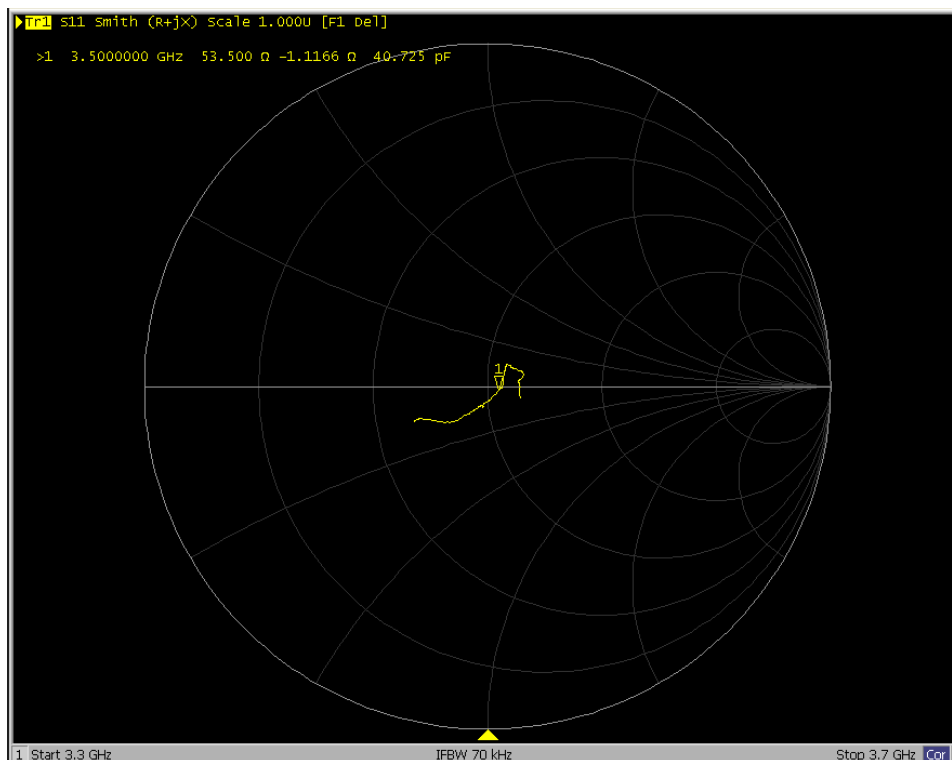 Tr1 S11 Smith (R+jX) Scale 1.000U [F1 Del]
>1 3.5000000 GHz 53.500 Ω -1.1166 Ω 40.725 pF
1
1 Start 3.3 GHz IFBW 70 kHz Stop 3.7 GHz Cor